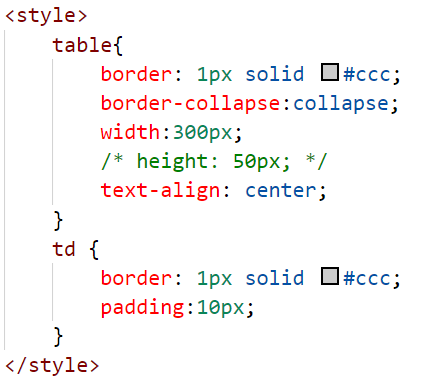 <style>
table{
border: 1px solid #ccc;
border-collapse:collapse;
width:300px;
/* height: 50px; */
text-align: center;
}
td {
border: 1px solid #ccc;
padding:10px;
}
</style>